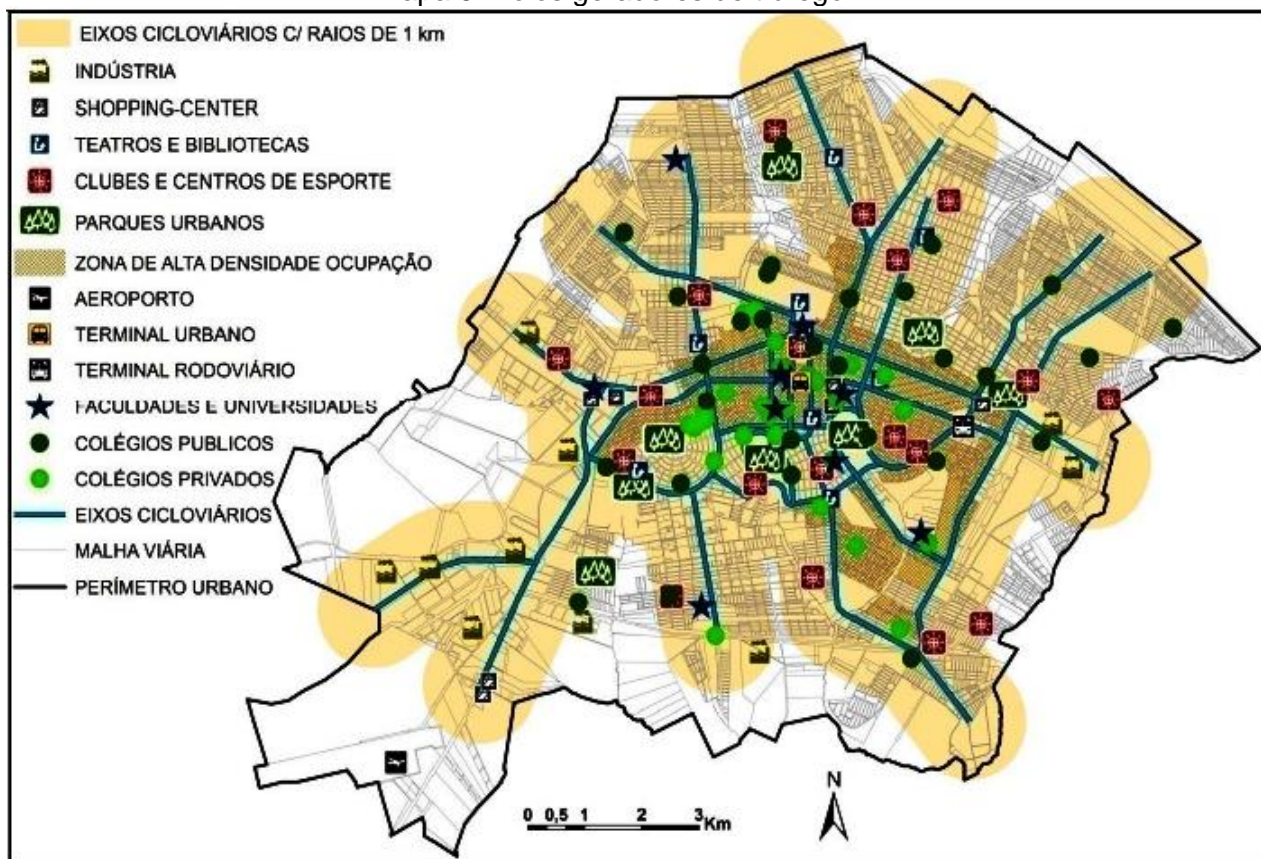 EIXOS CICLOVIÁRIOS C/ RAIOS DE 1 km
INDÚSTRIA
SHOPPING-CENTER
TEATROS E BIBLIOTECAS
CLUBES E CENTROS DE ESPORTE
PARQUES URBANOS
ZONA DE ALTA DENSIDADE OCUPAÇÃO
AEROPORTO
TERMINAL URBANO
TERMINAL RODOVIÁRIO
FACULDADES E UNIVERSIDADES
COLÉGIOS PUBLICOS
COLÉGIOS PRIVADOS
EIXOS CICLOVIÁRIOS
MALHA VIÁRIA
PERÍMETRO URBANO
N
0 0,5 1 2 3 Km